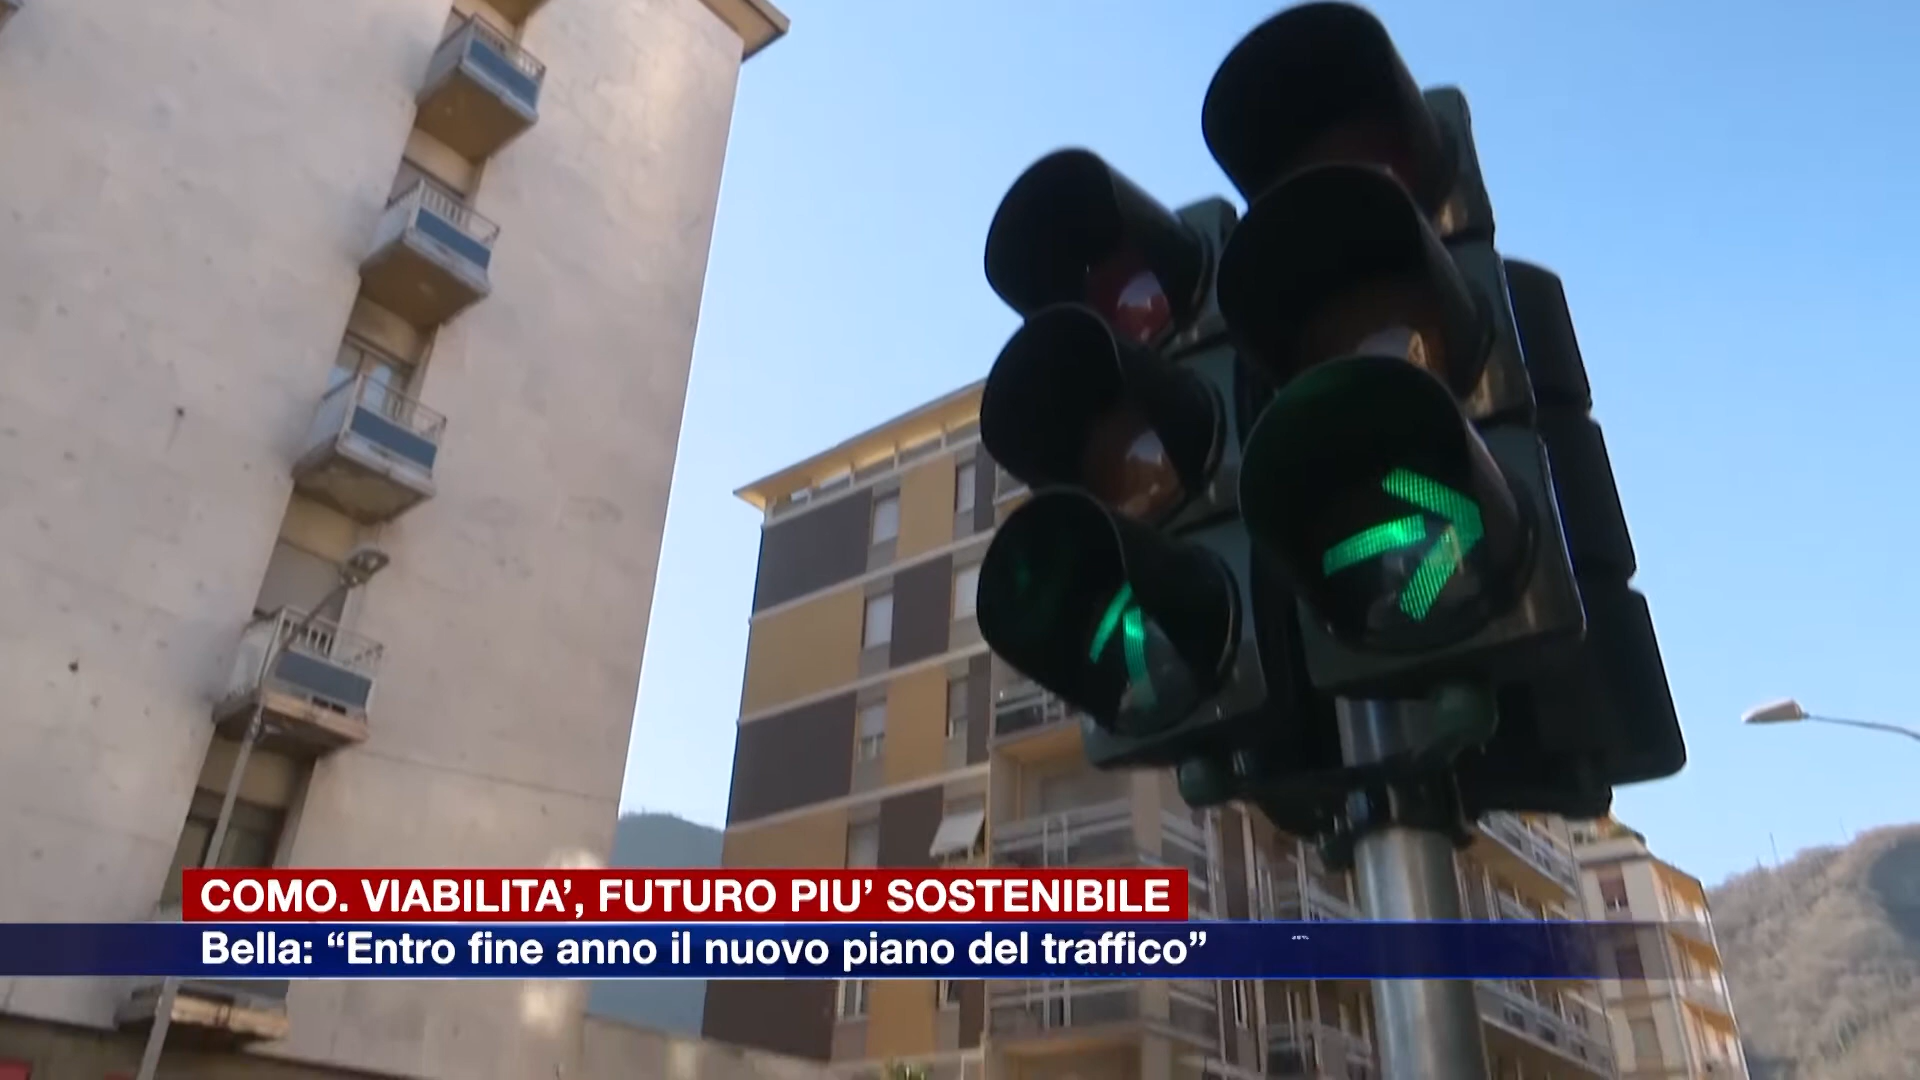 COMO. VIABILITA’, FUTURO PIU’ SOSTENIBILE
Bella: “Entro fine anno il nuovo piano del traffico”